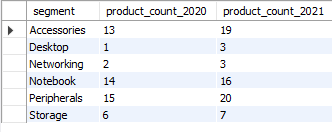 segment product_count_2020 product_count_2021
Accessories 13 19
Desktop 1 3
Networking 2 3
Notebook 14 16
Peripherals 15 20
Storage 6 7